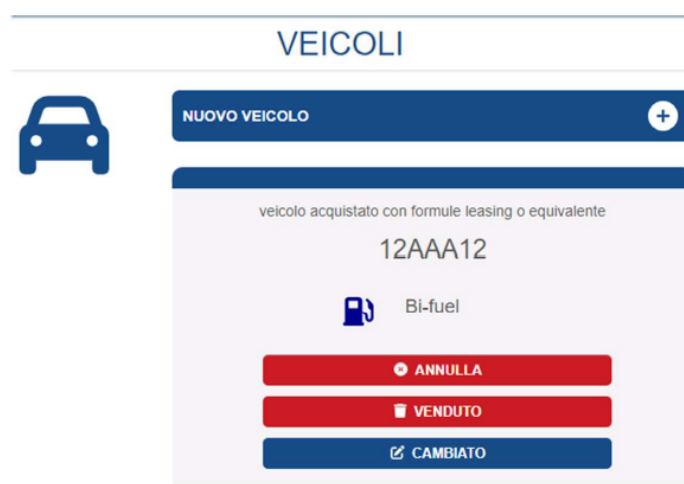 VEICOLI
NUOVO VEICOLO
veicolo acquistato con formule leasing o equivalente
12AAA12
Bi-fuel
ANNULLA
VENDUTO
CAMBIATO